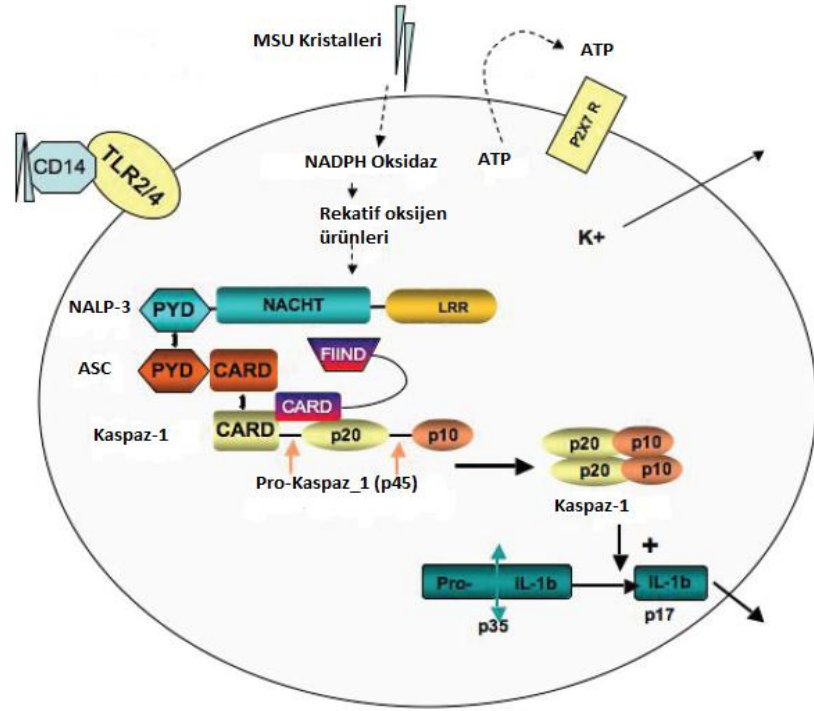 MSU Kristalleri
ATP
P2X7 R
CD14
TLR2/4
NADPH Oksidaz
ATP
Rekatif oksijen
ürünleri
K+
NALP-3
PYD
NACHT
LRR
ASC
PYD
CARD
FIIND
CARD
Kaspaz-1
CARD
p20
p10
Pro-Kaspaz_1 (p45)
p20
p10
p20
p10
Kaspaz-1
+
Pro-
IL-1b
IL-1b
p35
p17